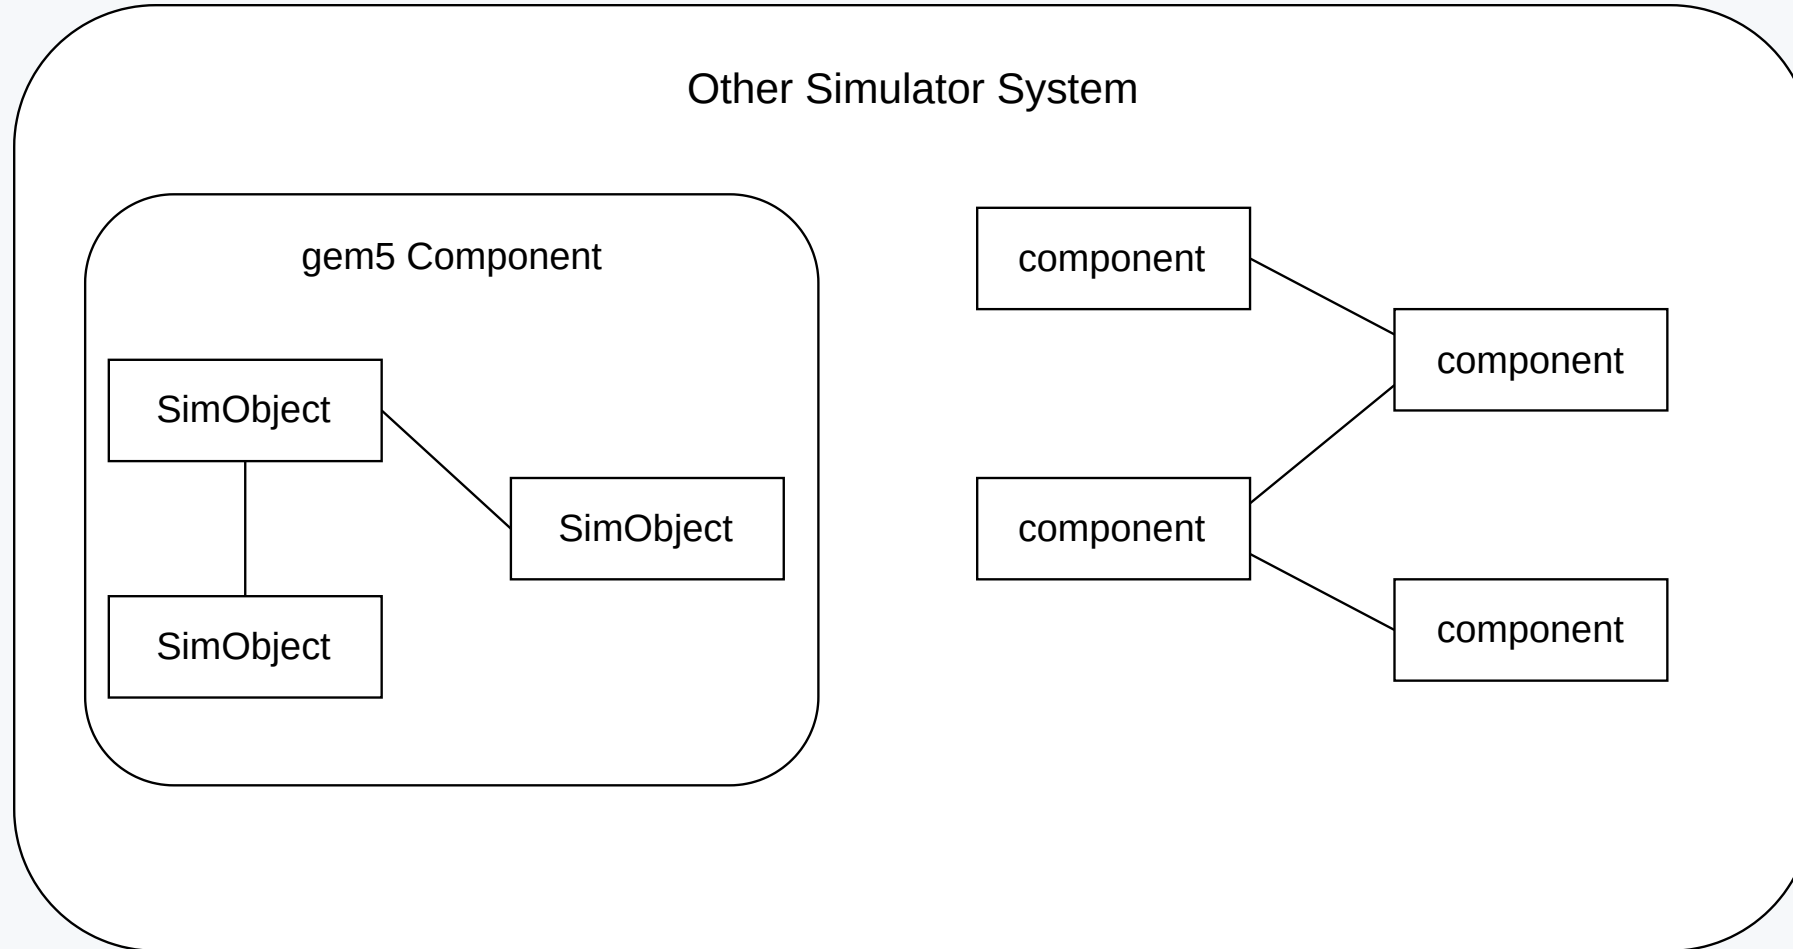 Other Simulator System
gem5 Component
SimObject
SimObject
SimObject
component
component
component
component